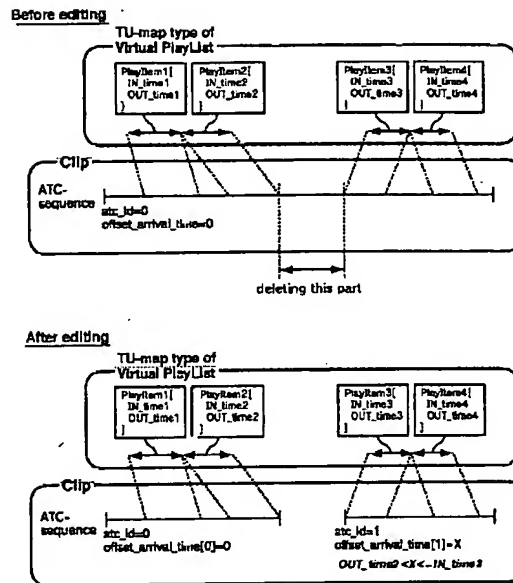 Before editing
TU-map type of
Virtual PlayList
PlayItem1{
IN_time1
OUT_time1
}
PlayItem2{
IN_time2
OUT_time2
}
PlayItem3{
IN_time3
OUT_time3
}
PlayItem4{
IN_time4
OUT_time4
}
Clip
ATC-
sequence
atc_id=0
offset_arrival_time=0
deleting this part
After editing
TU-map type of
Virtual PlayList
PlayItem1{
IN_time1
OUT_time1
}
PlayItem2{
IN_time2
OUT_time2
}
PlayItem3{
IN_time3
OUT_time3
}
PlayItem4{
IN_time4
OUT_time4
}
Clip
ATC-
sequence
atc_id=0
offset_arrival_time[0]=0
atc_id=1
offset_arrival_time[1]=X
OUT_time2<X<=IN_time3